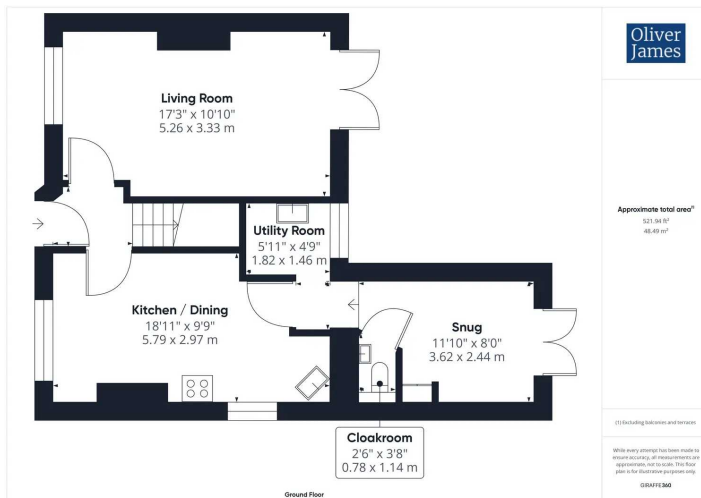 Living Room
17'3" x 10'10"
5.26 x 3.33 m
Utility Room
5'11" x 4'9"
1.82 x 1.46 m
Kitchen / Dining
18'11" x 9'9"
5.79 x 2.97 m
Snug
11'10" x 8'0"
3.62 x 2.44 m
Cloakroom
2'6" x 3'8"
0.78 x 1.14 m
Ground Floor
Oliver
James
Approximate total area⁽¹⁾
521.94 ft²
48.49 m²
(1) Excluding balconies and terraces
While every attempt has been made to
ensure accuracy, all measurements are
approximate, not to scale. This floor
plan is for illustrative purposes only.
GIRAFFE360